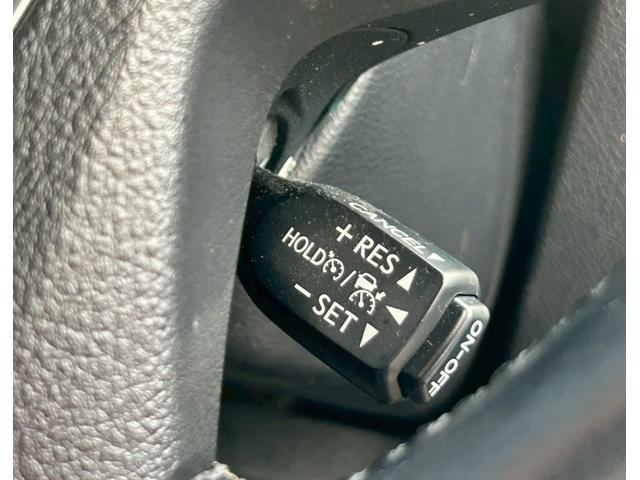 CANCEL
+ RES
HOLD /
- SET
ON-OFF